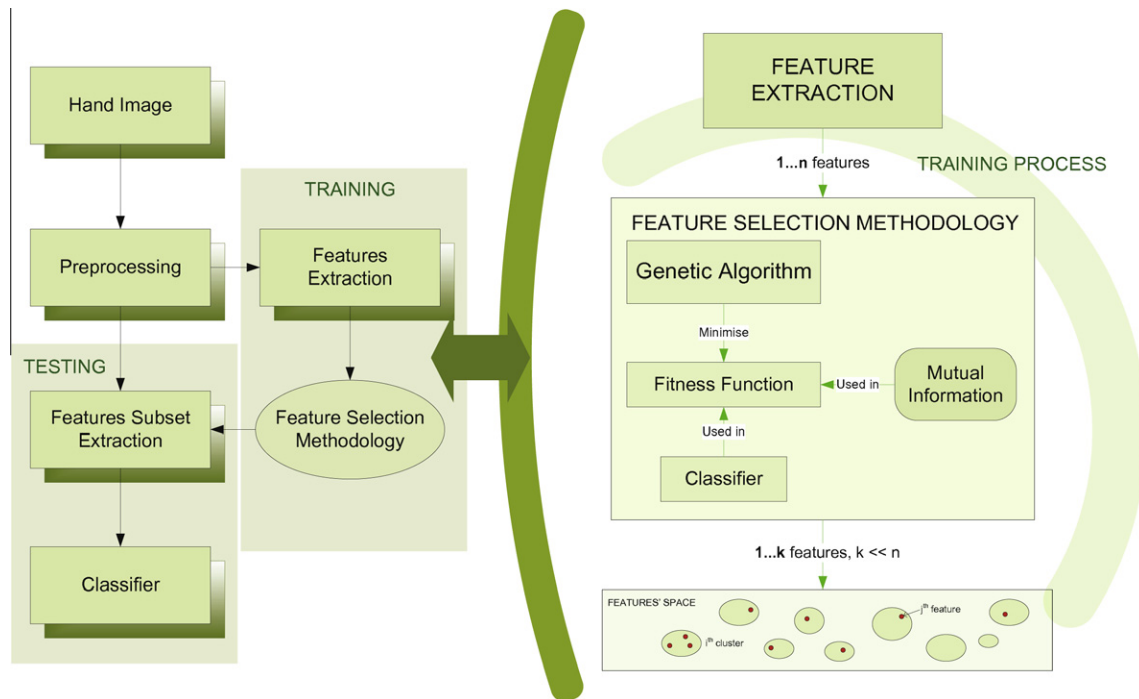 Hand Image
TRAINING
Preprocessing
Features
Extraction
TESTING
Features Subset
Extraction
Feature Selection
Methodology
Classifier
FEATURE
EXTRACTION
1...n features
TRAINING PROCESS
FEATURE SELECTION METHODOLOGY
Genetic Algorithm
Minimise
Fitness Function
Used in
Mutual
Information
Used in
Classifier
1...k features, k << n
FEATURES' SPACE
jth feature
ith cluster